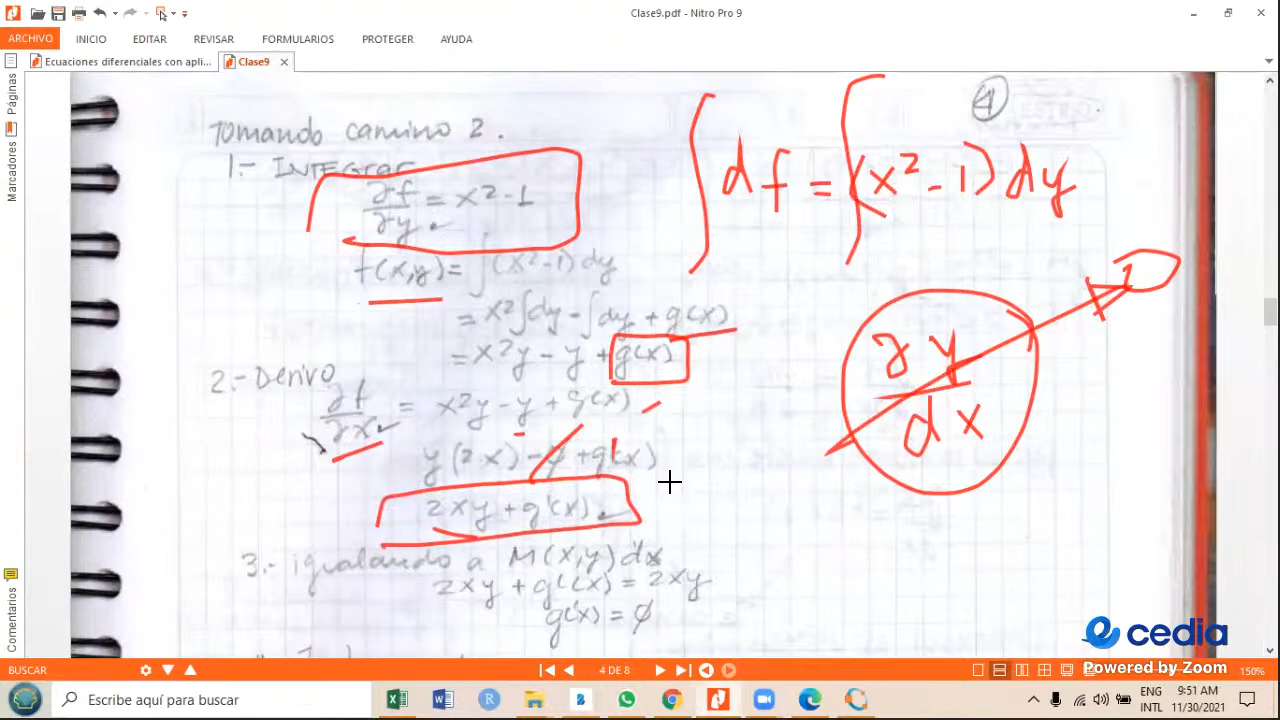 Clase9.pdf - Nitro Pro 9
ARCHIVO INICIO EDITAR REVISAR FORMULARIOS PROTEGER AYUDA
Ecuaciones diferenciales con apli... Clase9
Páginas
Marcadores
Comentarios
4
Tomando camino 2.
1.- INTEGRAR
∂f/∂y = x²-1
∫df = ∫(x²-1)dy
f(x,y) = ∫(x²-1)dy
= x²∫dy - ∫dy + g(x)
= x²y - y + g(x)
∂y/dx
2.- Derivo
∂f/∂x = x²y - y + g(x)
y(2x) - y + g'(x)
2xy + g'(x).
3.- igualando a M(x,y)dx
2xy + g'(x) = 2xy
g'(x) = ϕ
cedia
Powered by Zoom
BUSCAR 4 DE 8 150%
Escribe aquí para buscar
ENG 9:51 AM
INTL 11/30/2021